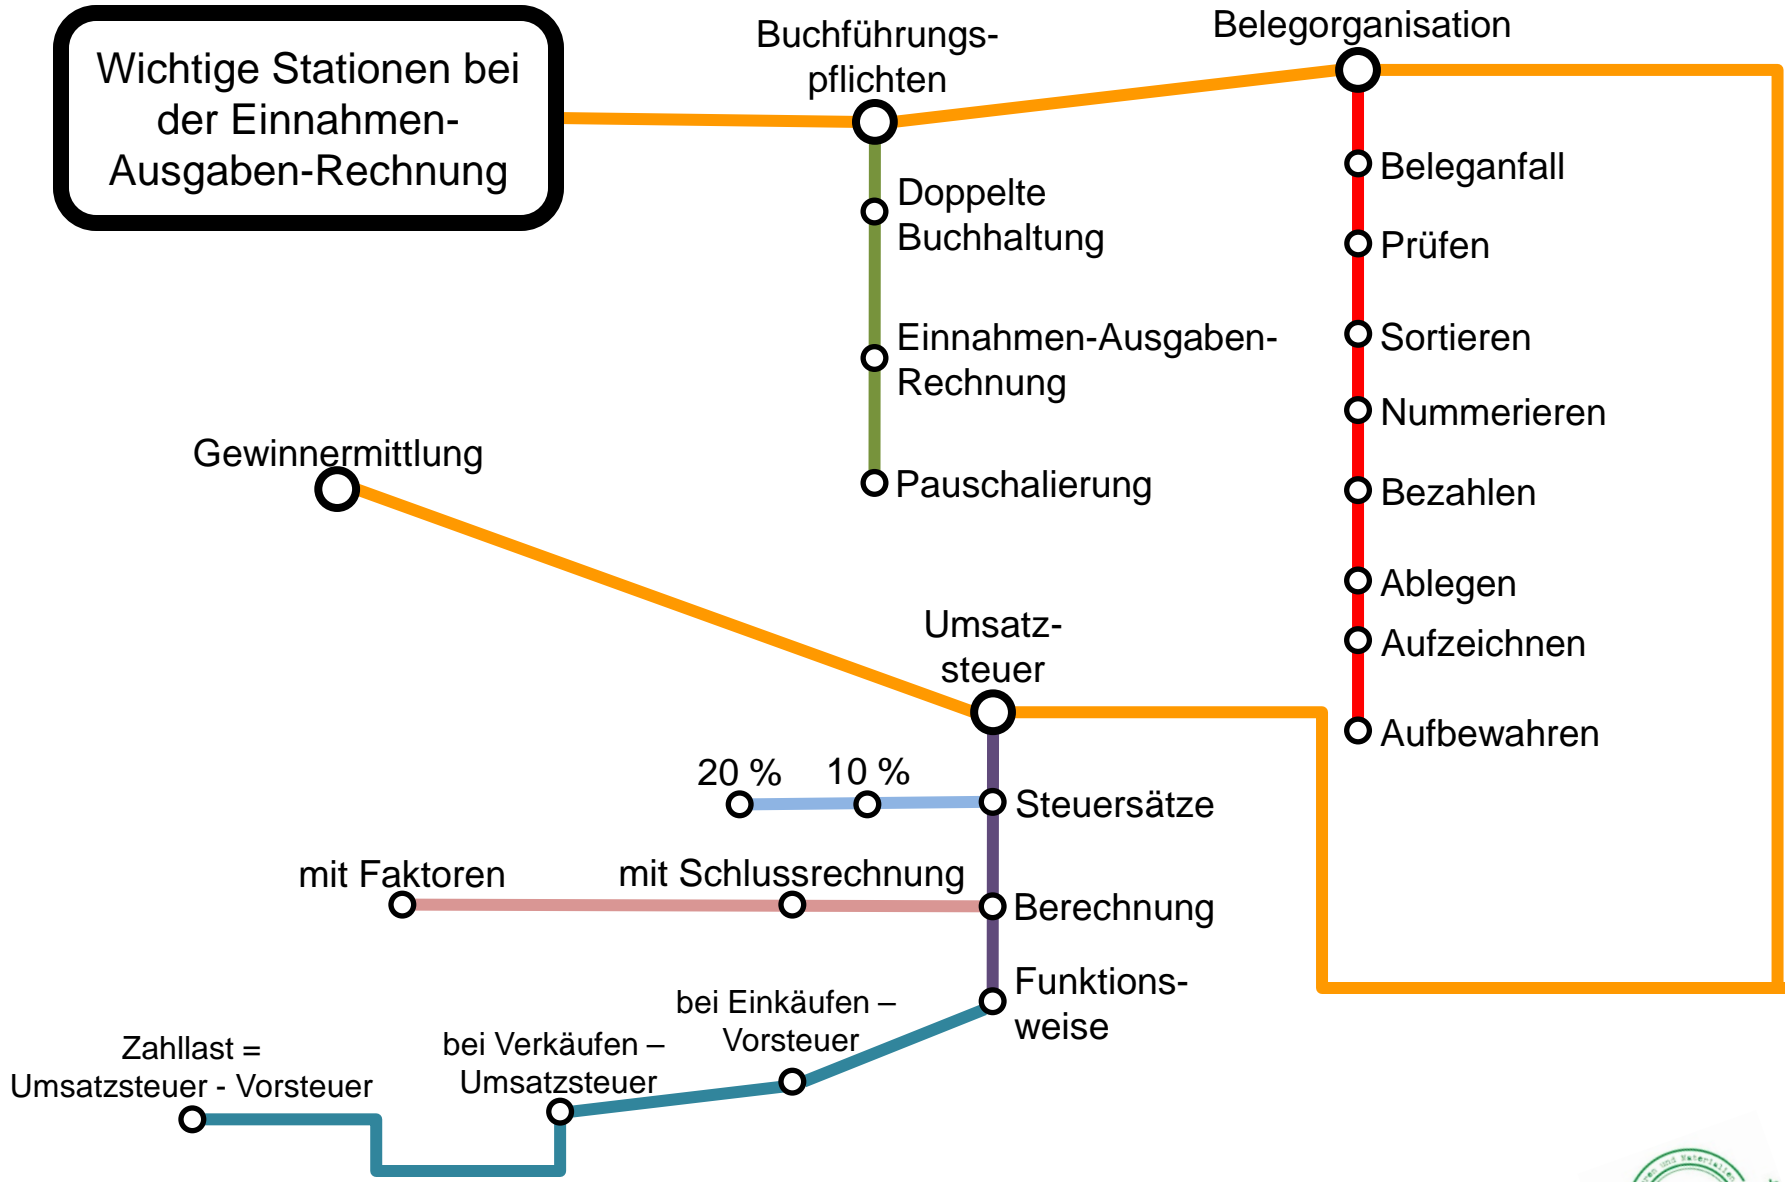 Wichtige Stationen bei
der Einnahmen-
Ausgaben-Rechnung
Buchführungs-
pflichten
Doppelte
Buchhaltung
Einnahmen-Ausgaben-
Rechnung
Pauschalierung
Belegorganisation
Beleganfall
Prüfen
Sortieren
Nummerieren
Bezahlen
Ablegen
Aufzeichnen
Aufbewahren
Gewinnermittlung
Umsatz-
steuer
20 %
10 %
Steuersätze
mit Faktoren
mit Schlussrechnung
Berechnung
Funktions-
weise
bei Einkäufen –
Vorsteuer
bei Verkäufen –
Umsatzsteuer
Zahllast =
Umsatzsteuer - Vorsteuer
und